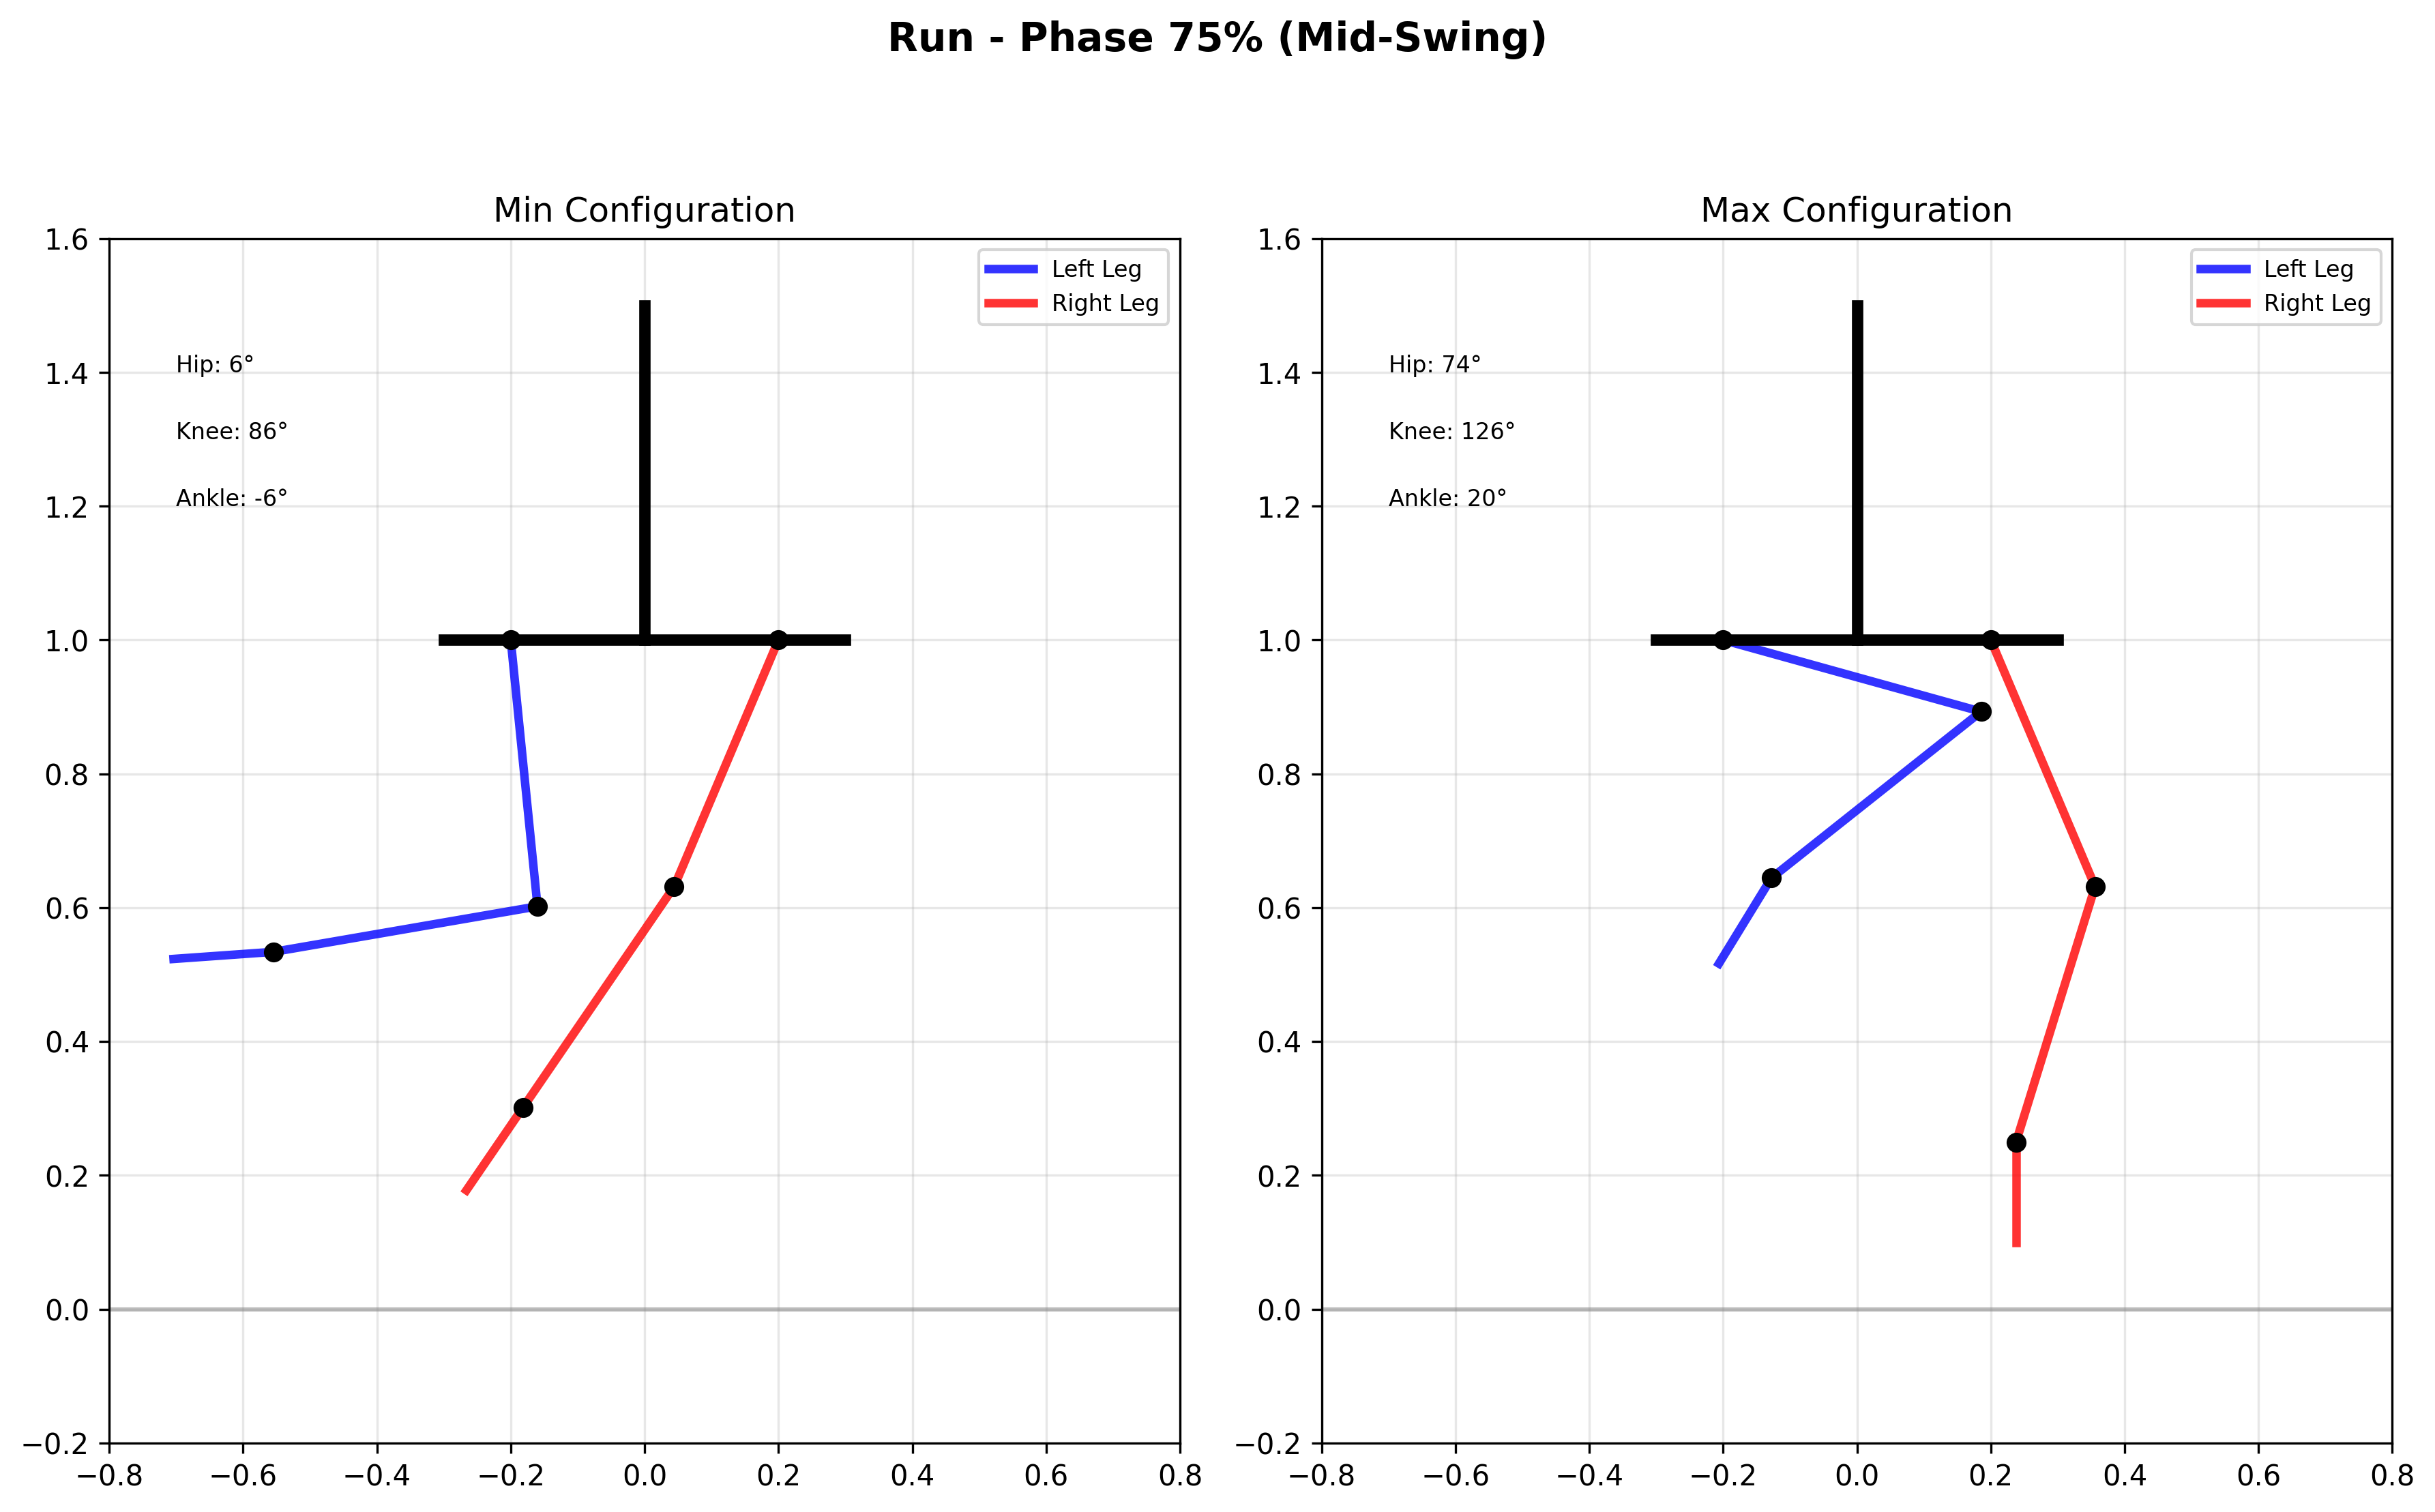 Run - Phase 75% (Mid-Swing)
Min Configuration
1.6
1.4
1.2
1.0
0.8
0.6
0.4
0.2
0.0
−0.2
−0.8
−0.6
−0.4
−0.2
0.0
0.2
0.4
0.6
0.8
Left Leg
Right Leg
Hip: 6°
Knee: 86°
Ankle: -6°
Max Configuration
1.6
1.4
1.2
1.0
0.8
0.6
0.4
0.2
0.0
−0.2
−0.8
−0.6
−0.4
−0.2
0.0
0.2
0.4
0.6
0.8
Left Leg
Right Leg
Hip: 74°
Knee: 126°
Ankle: 20°